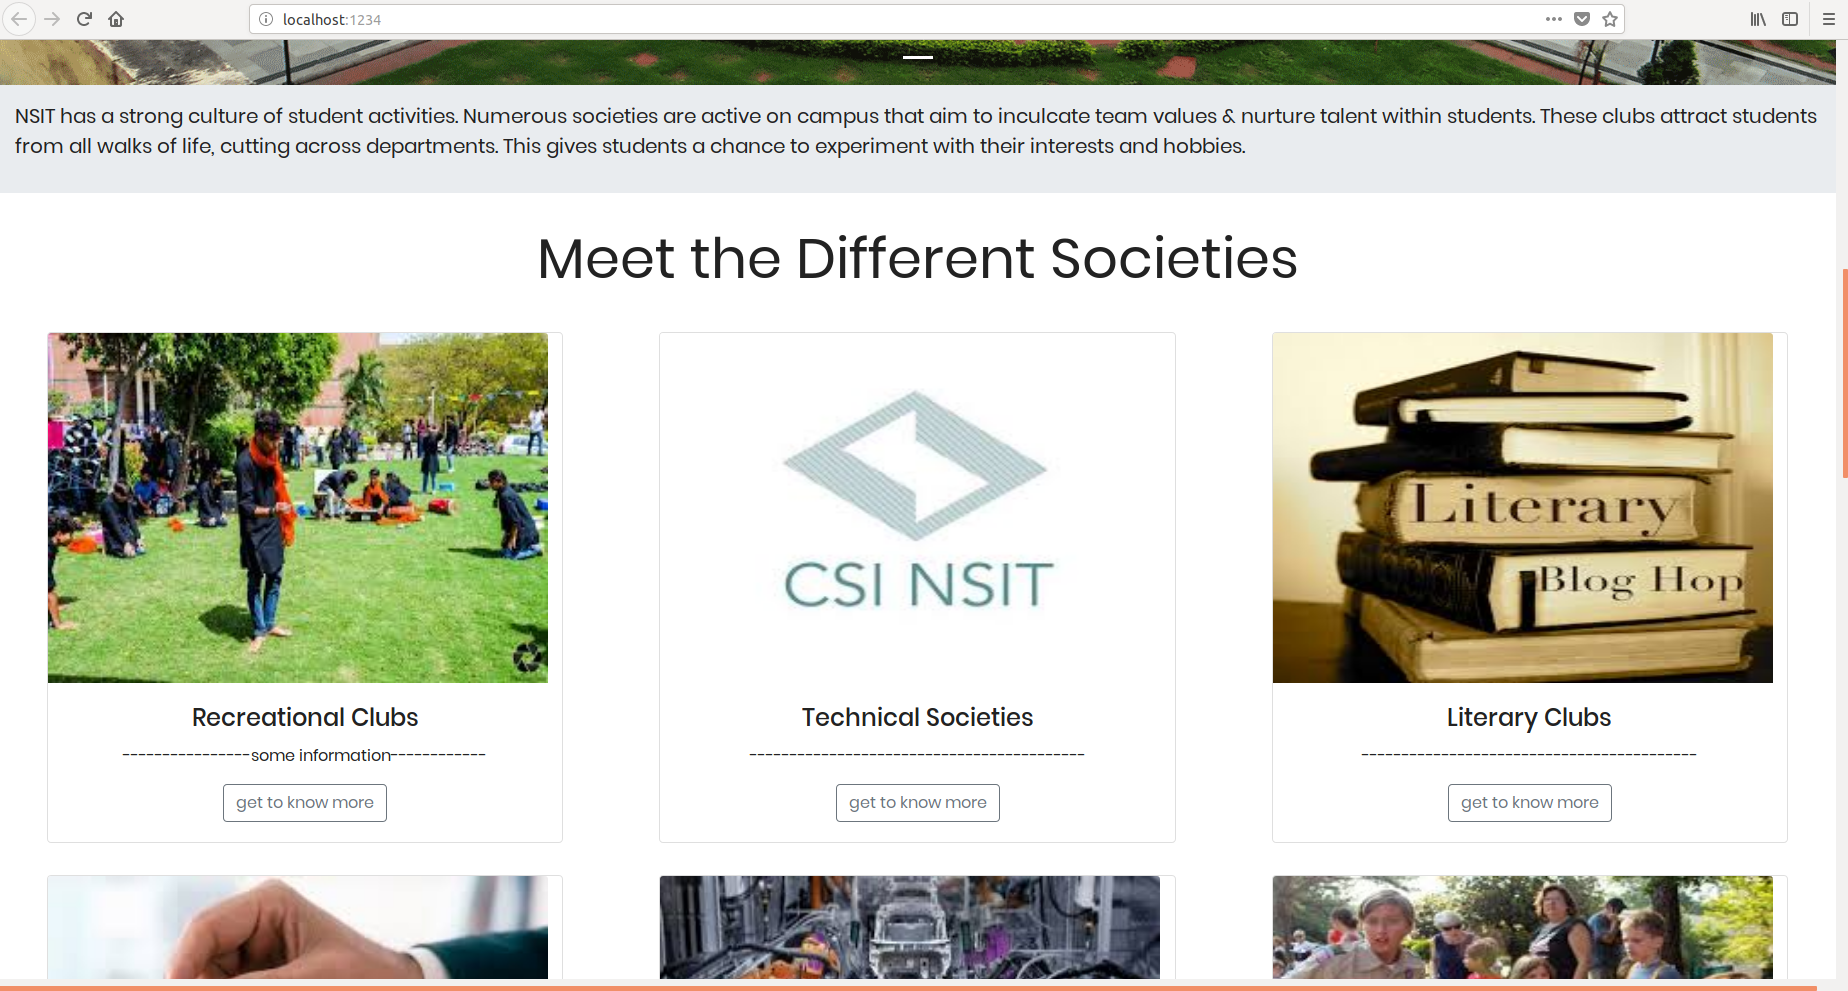 localhost:1234
NSIT has a strong culture of student activities. Numerous societies are active on campus that aim to inculcate team values & nurture talent within students. These clubs attract students
from all walks of life, cutting across departments. This gives students a chance to experiment with their interests and hobbies.
Meet the Different Societies
CSI NSIT
Literary
Blog Hop
Recreational Clubs
Technical Societies
Literary Clubs
----------------some information------------
------------------------------------------
------------------------------------------
get to know more
get to know more
get to know more